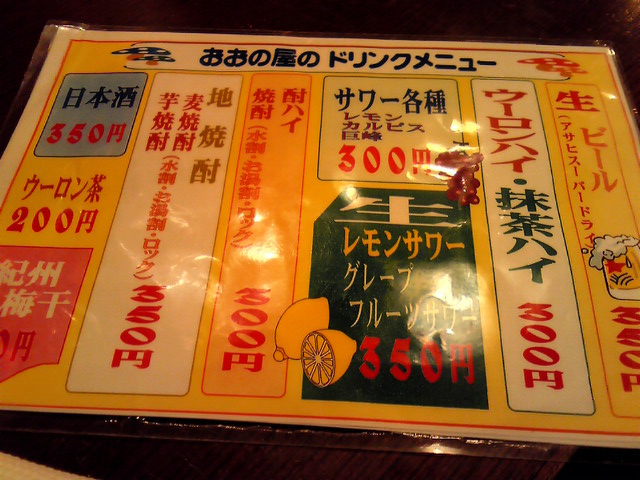 おおの屋の ドリンクメニュー
生ビール
(アサヒスーパードライ)
350円
ウーロンハイ・抹茶ハイ
300円
サワー各種
レモン
カルピス
巨峰
300円
生
レモンサワー
グレープ
フルーツサワー
350円
酎ハイ
焼酎(水割・お湯割・ロック)
300円
地焼酎
麦焼酎
芋焼酎(水割・お湯割・ロック)
350円
日本酒
350円
ウーロン茶
200円
紀州
梅干
0円